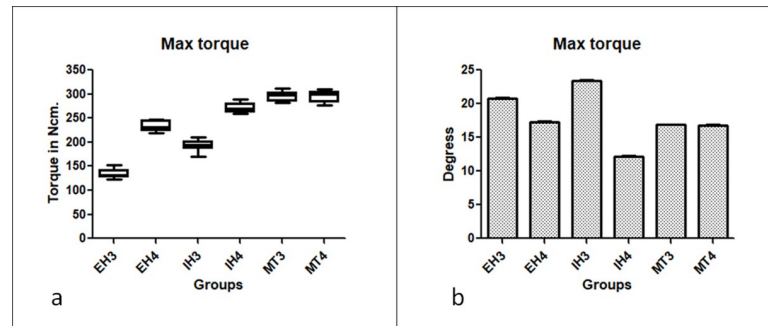 Max torque
350
300
250
200
150
100
50
0
Torque in Ncm.
EH3 EH4 IH3 IH4 MT3 MT4
Groups
a
Max torque
25
20
15
10
5
0
Degress
EH3 EH4 IH3 IH4 MT3 MT4
Groups
b